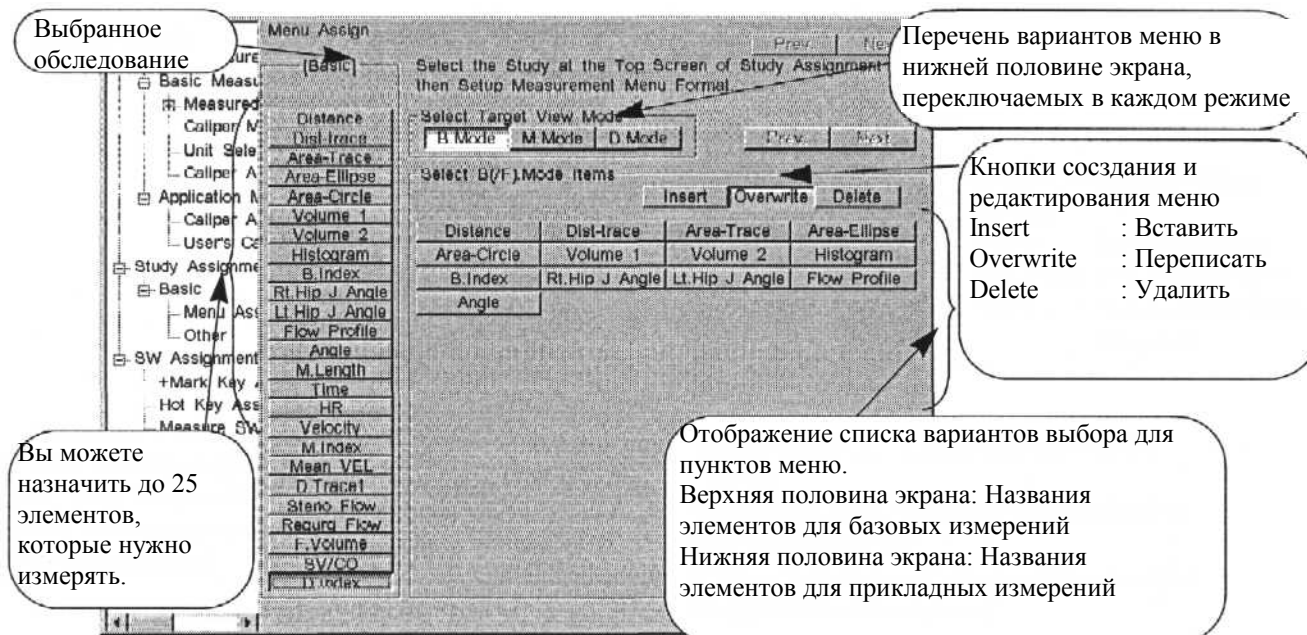 Выбранное
обследование
Menu Assign
[Basic]
Prev.
Select the Study at the Top Screen of Study Assignment
then Setup Measurement Menu Format.
Select Target View Mode
B.Mode M.Mode D.Mode
Prev. Next
Select B(/F).Mode Items
Insert Overwrite Delete
Distance Dist-trace Area-Trace Area-Ellipse
Area-Circle Volume 1 Volume 2 Histogram
B.Index Rt.Hip J Angle Lt.Hip J Angle Flow Profile
Angle
Basic Measu
Measured
Caliper M
Unit Sele
Caliper A
Application M
Caliper A
User's Ca
Study Assignme
Basic
Menu Ass
Other
SW Assignment
+Mark Key A
Hot Key Ass
Measure SW
Distance
Dist-trace
Area-Trace
Area-Ellipse
Area-Circle
Volume 1
Volume 2
Histogram
B.Index
Rt.Hip J Angle
Lt.Hip J Angle
Flow Profile
Angle
M.Length
Time
HR
Velocity
M.Index
Mean VEL
D.Trace1
Steno Flow
Regurg Flow
F.Volume
SV/CO
D.Index
Перечень вариантов меню в
нижней половине экрана,
переключаемых в каждом режиме
Кнопки сосздания и
редактирования меню
Insert : Вставить
Overwrite : Переписать
Delete : Удалить
Вы можете
назначить до 25
элементов,
которые нужно
измерять.
Отображение списка вариантов выбора для
пунктов меню.
Верхняя половина экрана: Названия
элементов для базовых измерений
Нижняя половина экрана: Названия
элементов для прикладных измерений